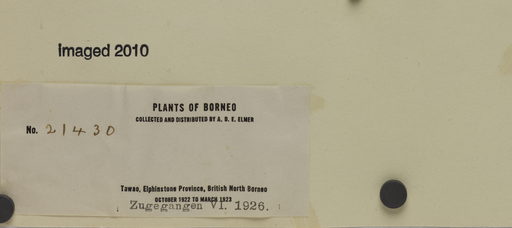 Imaged 2010
PLANTS OF BORNEO
COLLECTED AND DISTRIBUTED BY A. D. E. ELMER
No. 21430
Tawao, Elphinstone Province, British North Borneo
OCTOBER 1922 TO MARCH 1923
Zugegangen VI. 1926.